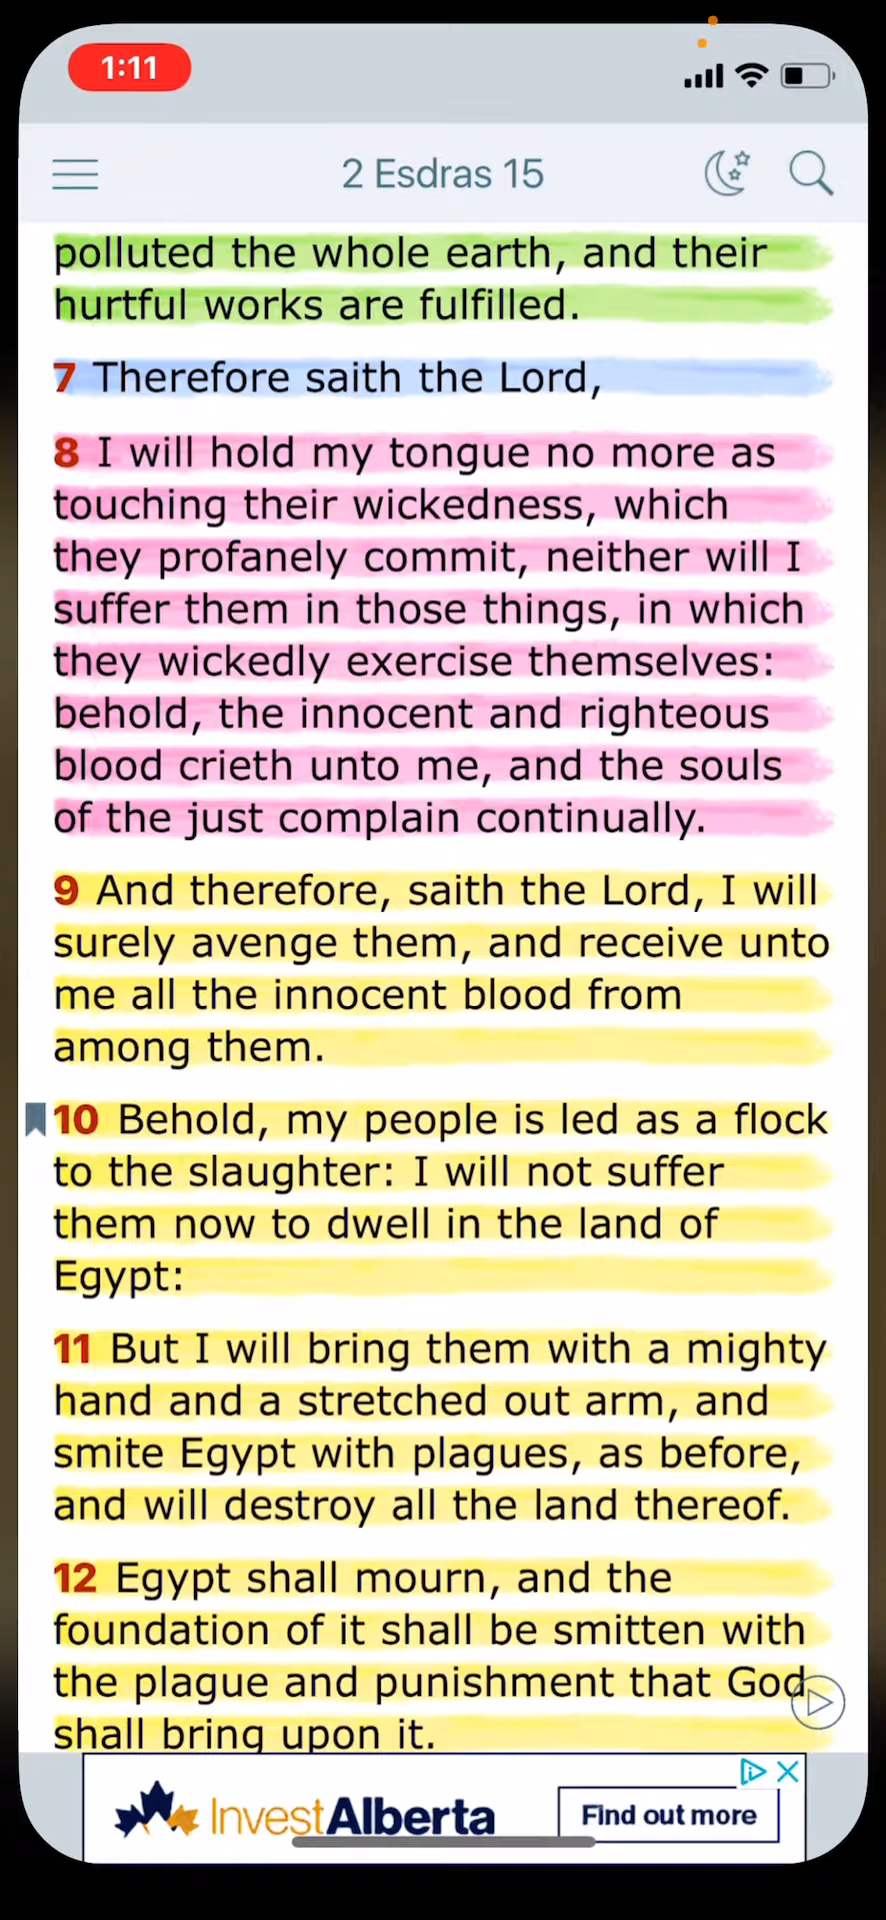 1:11
2 Esdras 15
polluted the whole earth, and their
hurtful works are fulfilled.
7 Therefore saith the Lord,
8 I will hold my tongue no more as
touching their wickedness, which
they profanely commit, neither will I
suffer them in those things, in which
they wickedly exercise themselves:
behold, the innocent and righteous
blood crieth unto me, and the souls
of the just complain continually.
9 And therefore, saith the Lord, I will
surely avenge them, and receive unto
me all the innocent blood from
among them.
10 Behold, my people is led as a flock
to the slaughter: I will not suffer
them now to dwell in the land of
Egypt:
11 But I will bring them with a mighty
hand and a stretched out arm, and
smite Egypt with plagues, as before,
and will destroy all the land thereof.
12 Egypt shall mourn, and the
foundation of it shall be smitten with
the plague and punishment that God
shall bring upon it.
InvestAlberta
Find out more